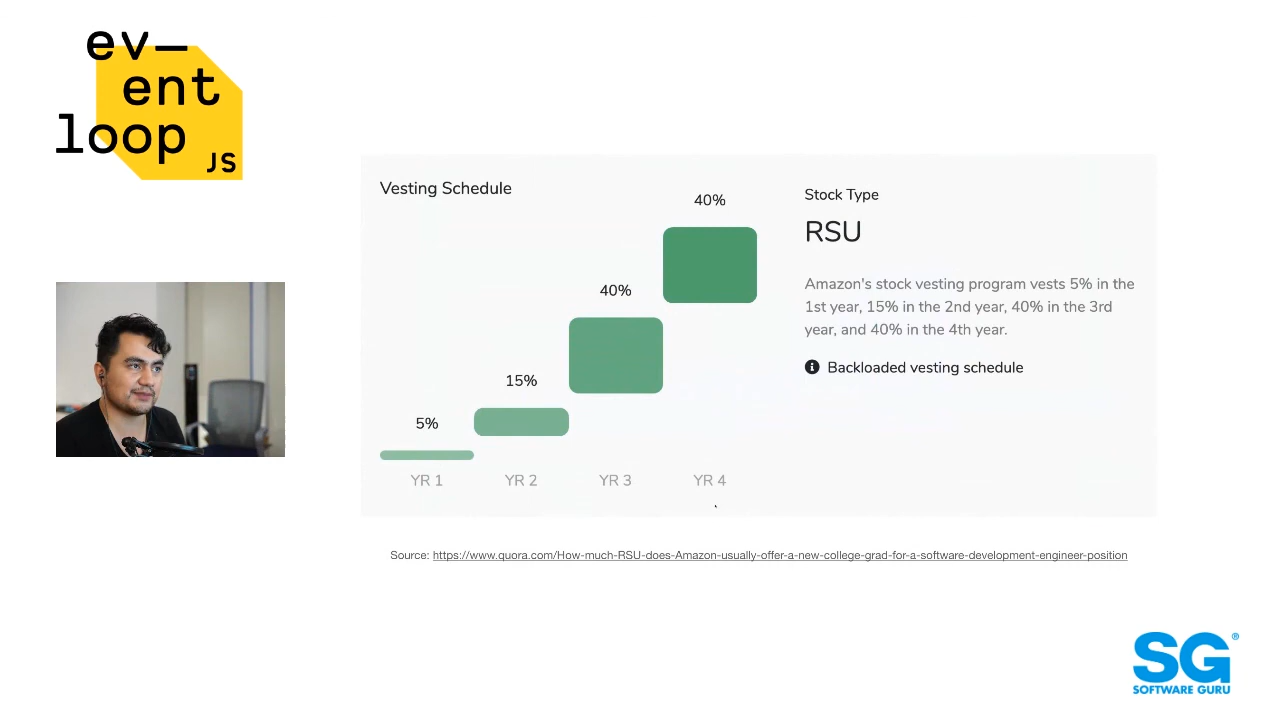 ev—
ent
loop
JS
Vesting Schedule
40%
40%
15%
5%
YR 1 YR 2 YR 3 YR 4
Stock Type
RSU
Amazon's stock vesting program vests 5% in the
1st year, 15% in the 2nd year, 40% in the 3rd
year, and 40% in the 4th year.
Backloaded vesting schedule
Source: https://www.quora.com/How-much-RSU-does-Amazon-usually-offer-a-new-college-grad-for-a-software-development-engineer-position
SG®
SOFTWARE GURU